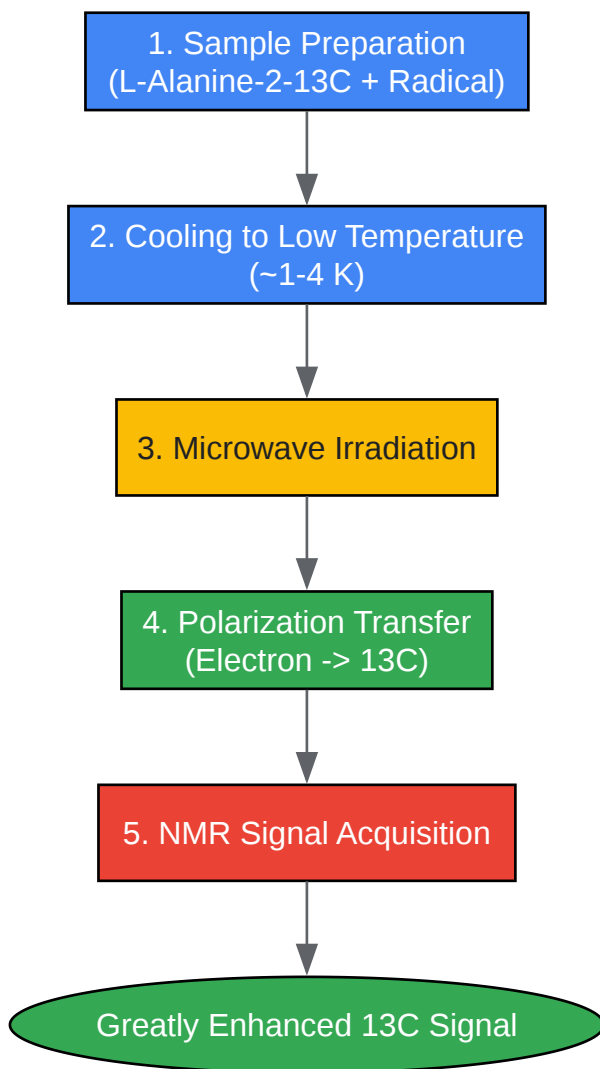 1. Sample Preparation
(L-Alanine-2-13C + Radical)
2. Cooling to Low Temperature
(~1-4 K)
3. Microwave Irradiation
4. Polarization Transfer
(Electron -> 13C)
5. NMR Signal Acquisition
Greatly Enhanced 13C Signal